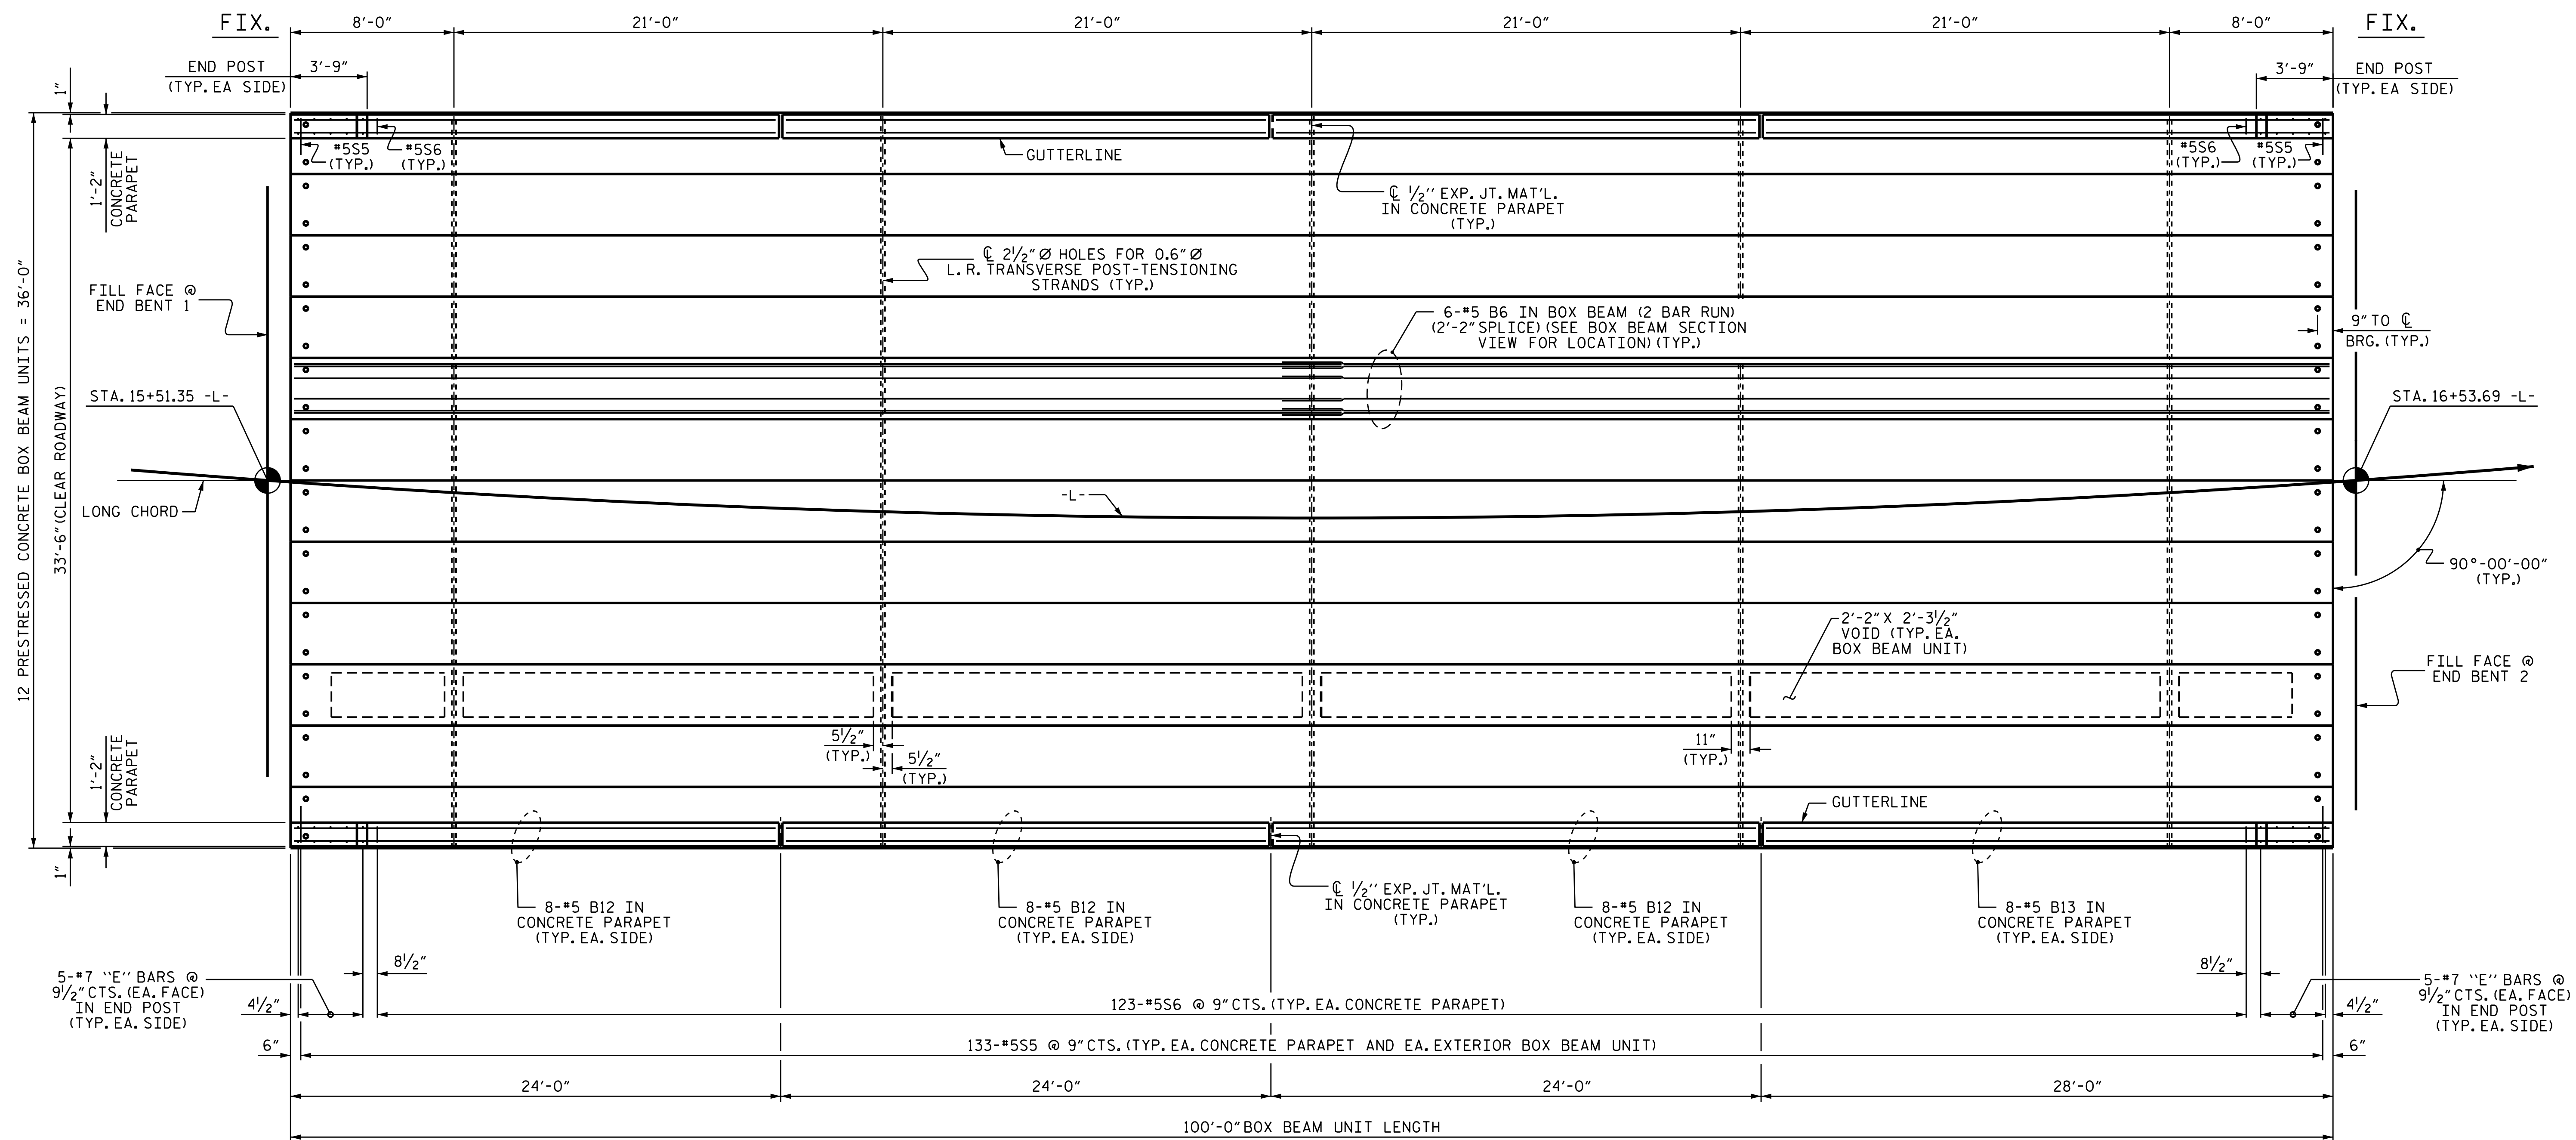 FIX.
8'-0"
21'-0"
21'-0"
21'-0"
21'-0"
8'-0"
FIX.
END POST
(TYP. EA SIDE)
3'-9"
3'-9"
END POST
(TYP. EA SIDE)
1"
1'-2"
CONCRETE
PARAPET
#5S5
(TYP.)
#5S6
(TYP.)
GUTTERLINE
#5S6
(TYP.)
#5S5
(TYP.)
℄ 1/2'' EXP. JT. MAT'L.
IN CONCRETE PARAPET
(TYP.)
℄ 2 1/2" Ø HOLES FOR 0.6" Ø
L.R. TRANSVERSE POST-TENSIONING
STRANDS (TYP.)
FILL FACE @
END BENT 1
6-#5 B6 IN BOX BEAM (2 BAR RUN)
(2'-2" SPLICE) (SEE BOX BEAM SECTION
VIEW FOR LOCATION) (TYP.)
9" TO ℄
BRG. (TYP.)
12 PRESTRESSED CONCRETE BOX BEAM UNITS = 36'-0"
33'-6" (CLEAR ROADWAY)
STA. 15+51.35 -L-
STA. 16+53.69 -L-
LONG CHORD
-L-
90°-00'-00"
(TYP.)
2'-2" X 2'-3 1/2"
VOID (TYP. EA.
BOX BEAM UNIT)
FILL FACE @
END BENT 2
5 1/2"
(TYP.)
5 1/2"
(TYP.)
11"
(TYP.)
1'-2"
CONCRETE
PARAPET
1"
GUTTERLINE
8-#5 B12 IN
CONCRETE PARAPET
(TYP. EA. SIDE)
8-#5 B12 IN
CONCRETE PARAPET
(TYP. EA. SIDE)
℄ 1/2'' EXP. JT. MAT'L.
IN CONCRETE PARAPET
(TYP.)
8-#5 B12 IN
CONCRETE PARAPET
(TYP. EA. SIDE)
8-#5 B13 IN
CONCRETE PARAPET
(TYP. EA. SIDE)
5-#7 ``E'' BARS @
9 1/2" CTS. (EA. FACE)
IN END POST
(TYP. EA. SIDE)
8 1/2"
4 1/2"
123-#5S6 @ 9" CTS. (TYP. EA. CONCRETE PARAPET)
8 1/2"
4 1/2"
5-#7 ``E'' BARS @
9 1/2" CTS. (EA. FACE)
IN END POST
(TYP. EA. SIDE)
6"
133-#5S5 @ 9" CTS. (TYP. EA. CONCRETE PARAPET AND EA. EXTERIOR BOX BEAM UNIT)
6"
24'-0"
24'-0"
24'-0"
28'-0"
100'-0" BOX BEAM UNIT LENGTH